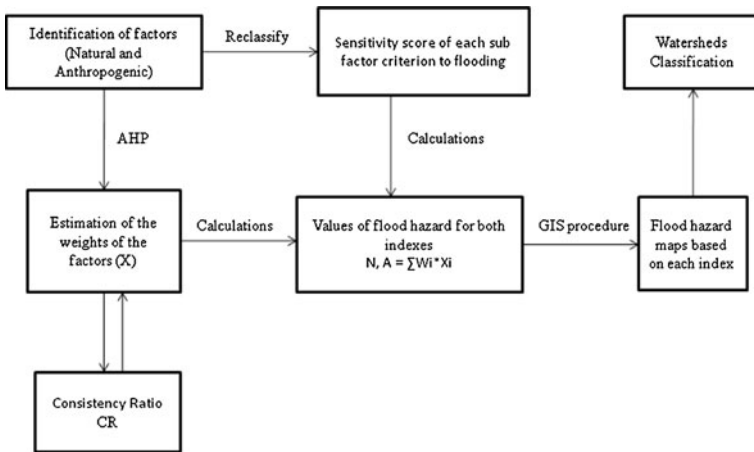 Identification of factors
(Natural and
Anthropogenic)
Reclassify
Sensitivity score of each sub
factor criterion to flooding
Watersheds
Classification
AHP
Calculations
Estimation of the
weights of the
factors (X)
Calculations
Values of flood hazard for both
indexes
N, A = ∑Wi*Xi
GIS procedure
Flood hazard
maps based
on each index
Consistency Ratio
CR